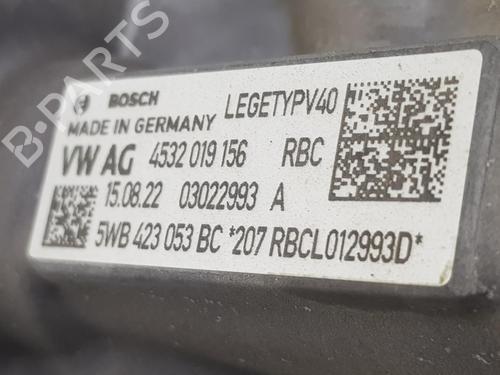 B-PARTS
BOSCH LEGETYPV40
MADE IN GERMANY
VW AG 4532 019 156 RBC
15.08.22 03022993 A
5WB 423 053 BC *207 RBCL012993D*